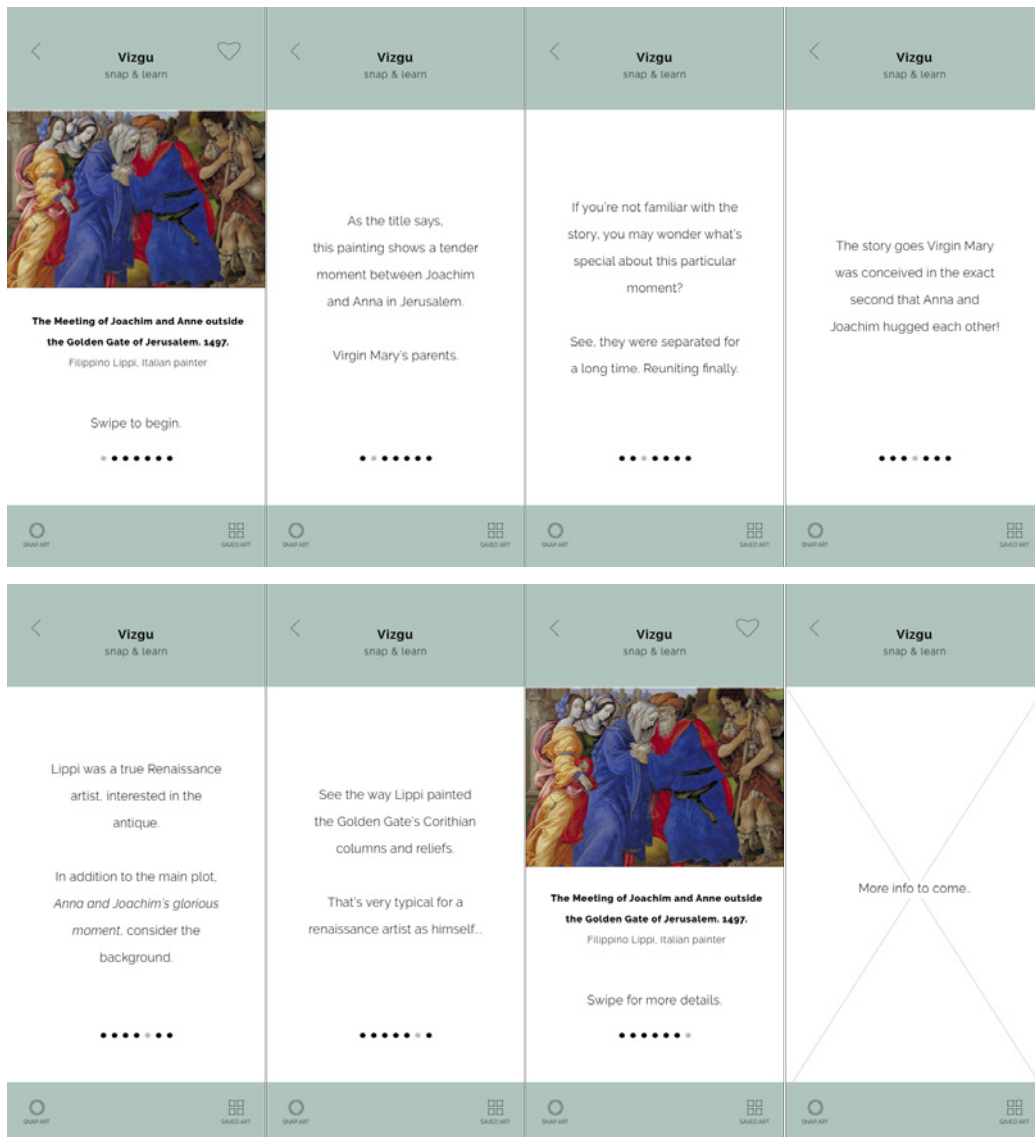 Vizgu
snap & learn
The Meeting of Joachim and Anne outside
the Golden Gate of Jerusalem. 1497.
Filippino Lippi, Italian painter
Swipe to begin.
SNAP ART
SAVED ART
Vizgu
snap & learn
As the title says,
this painting shows a tender
moment between Joachim
and Anna in Jerusalem.
Virgin Mary's parents.
SNAP ART
SAVED ART
Vizgu
snap & learn
If you're not familiar with the
story, you may wonder what's
special about this particular
moment?
See, they were separated for
a long time. Reuniting finally.
SNAP ART
SAVED ART
Vizgu
snap & learn
The story goes Virgin Mary
was conceived in the exact
second that Anna and
Joachim hugged each other!
SNAP ART
SAVED ART
Vizgu
snap & learn
Lippi was a true Renaissance
artist, interested in the
antique.
In addition to the main plot,
Anna and Joachim's glorious
moment, consider the
background.
SNAP ART
SAVED ART
Vizgu
snap & learn
See the way Lippi painted
the Golden Gate's Corithian
columns and reliefs.
That's very typical for a
renaissance artist as himself...
SNAP ART
SAVED ART
Vizgu
snap & learn
The Meeting of Joachim and Anne outside
the Golden Gate of Jerusalem. 1497.
Filippino Lippi, Italian painter
Swipe for more details.
SNAP ART
SAVED ART
Vizgu
snap & learn
More info to come..
SNAP ART
SAVED ART